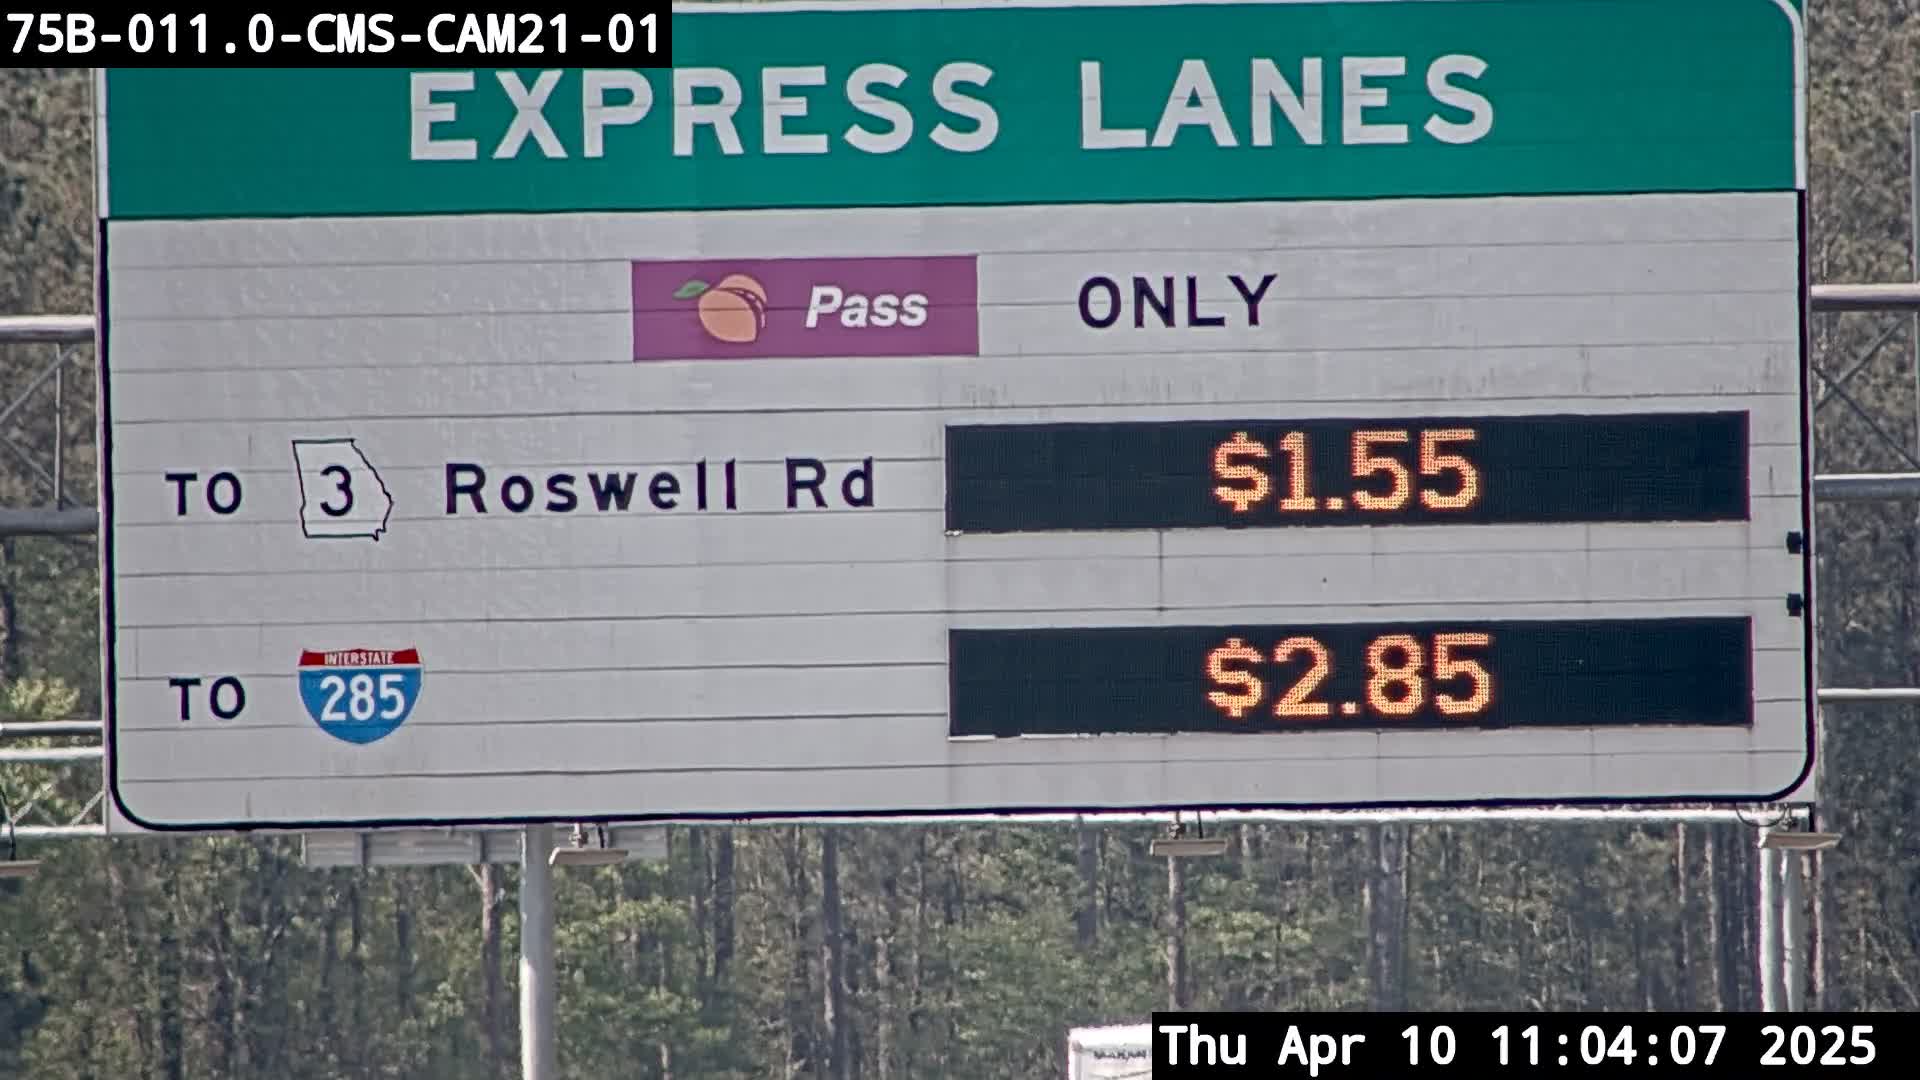 75B-011.0-CMS-CAM21-01
EXPRESS LANES
Pass ONLY
TO 3 Roswell Rd $1.55
TO INTERSTATE 285 $2.85
Thu Apr 10 11:04:07 2025